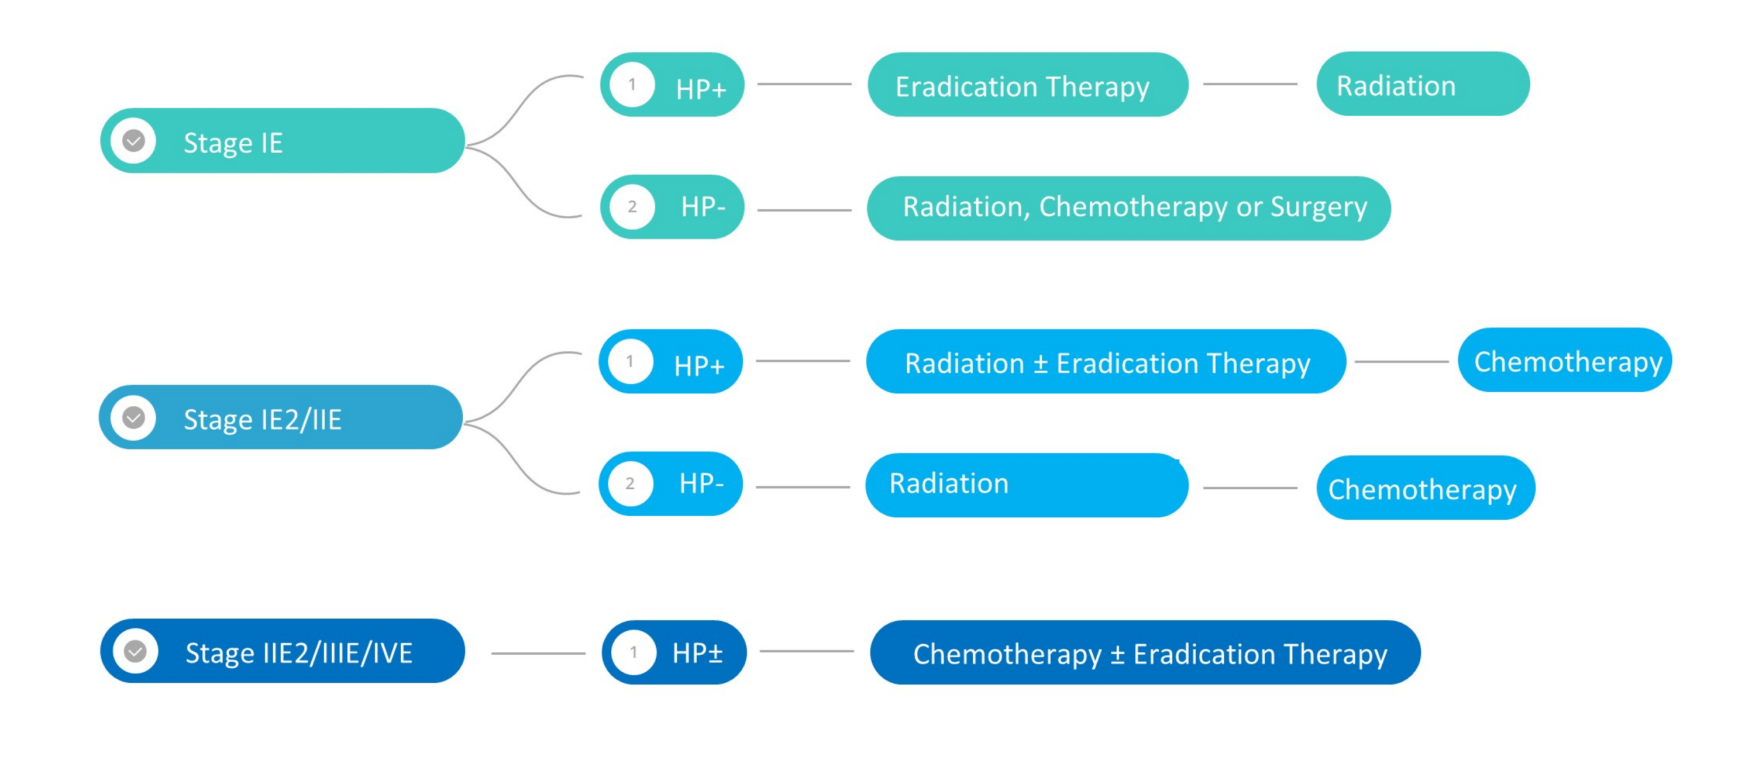 Stage IE
1 HP+
Eradication Therapy
Radiation
2 HP-
Radiation, Chemotherapy or Surgery
Stage IE2/IIE
1 HP+
Radiation ± Eradication Therapy
Chemotherapy
2 HP-
Radiation
Chemotherapy
Stage IIE2/IIIE/IVE
1 HP±
Chemotherapy ± Eradication Therapy